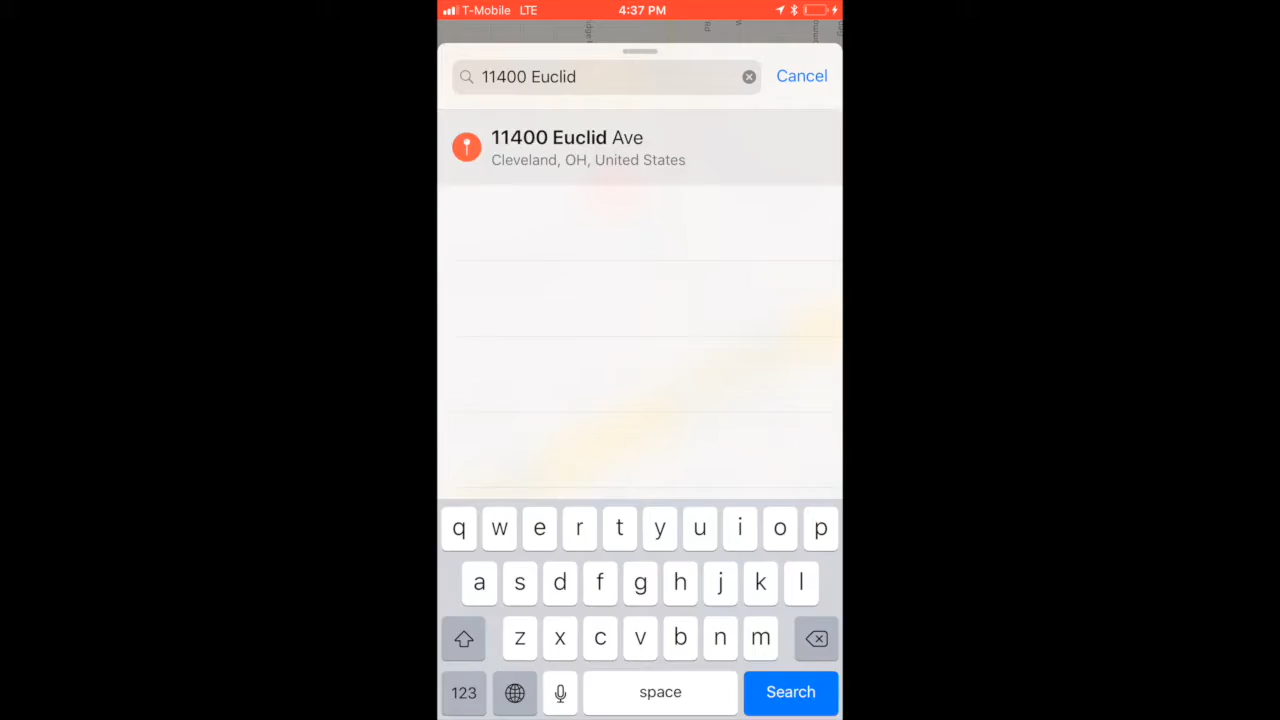 T-Mobile LTE 4:37 PM
11400 Euclid
Cancel
11400 Euclid Ave
Cleveland, OH, United States
q w e r t y u i o p
a s d f g h j k l
z x c v b n m
123 space Search